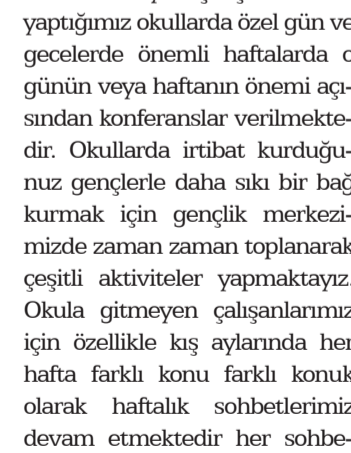 yaptığımız okullarda özel gün ve
gecelerde önemli haftalarda o
günün veya haftanın önemi açı-
sından konferanslar verilmekte-
dir. Okullarda irtibat kurduğu-
nuz gençlerle daha sıkı bir bağ
kurmak için gençlik merkezi-
mizde zaman zaman toplanarak
çeşitli aktiviteler yapmaktayız.
Okula gitmeyen çalışanlarımız
için özellikle kış aylarında her
hafta farklı konu farklı konuk
olarak haftalık sohbetlerimiz
devam etmektedir her sohbe-